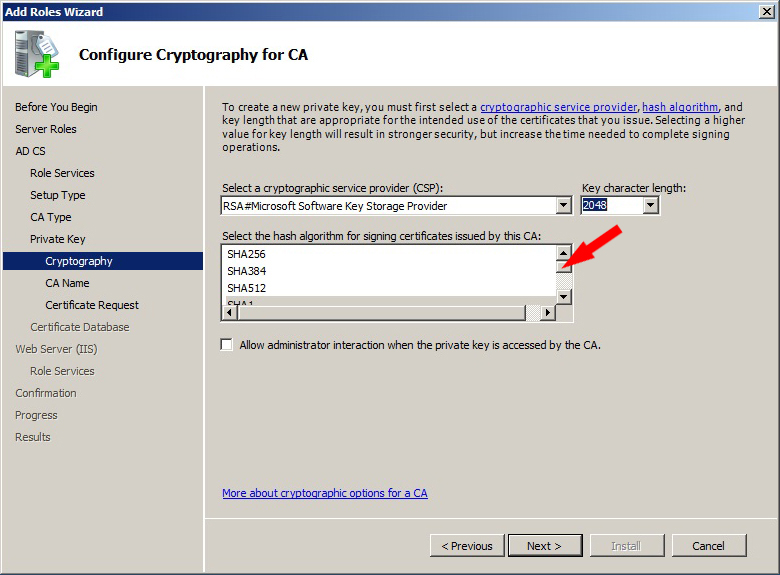 Add Roles Wizard
Configure Cryptography for CA
Before You Begin
Server Roles
AD CS
Role Services
Setup Type
CA Type
Private Key
Cryptography
CA Name
Certificate Request
Certificate Database
Web Server (IIS)
Role Services
Confirmation
Progress
Results
To create a new private key, you must first select a cryptographic service provider, hash algorithm, and
key length that are appropriate for the intended use of the certificates that you issue. Selecting a higher
value for key length will result in stronger security, but increase the time needed to complete signing
operations.
Select a cryptographic service provider (CSP):
Key character length:
RSA#Microsoft Software Key Storage Provider
2048
Select the hash algorithm for signing certificates issued by this CA:
SHA256
SHA384
SHA512
SHA1
Allow administrator interaction when the private key is accessed by the CA.
More about cryptographic options for a CA
< Previous
Next >
Install
Cancel